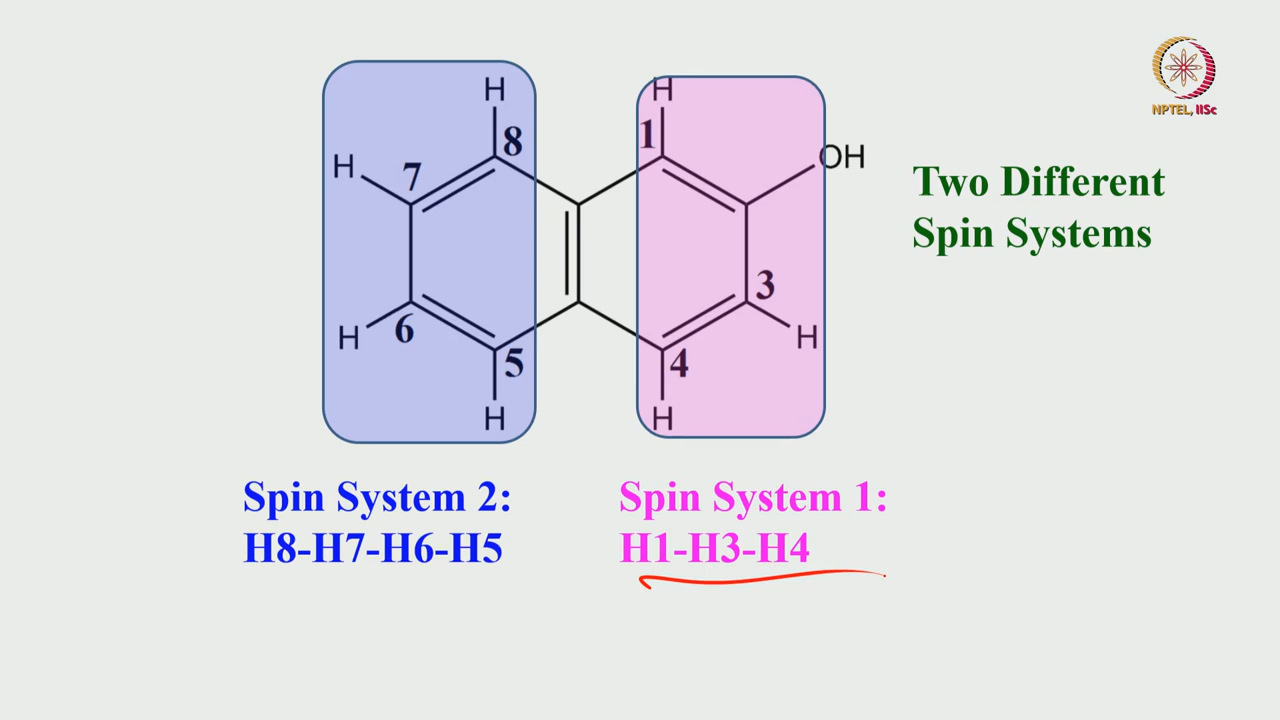 NPTEL, IISc
H
H
1
8
OH
H
7
Two Different
Spin Systems
3
6
H
H
5
4
H
H
Spin System 2:
H8-H7-H6-H5
Spin System 1:
H1-H3-H4